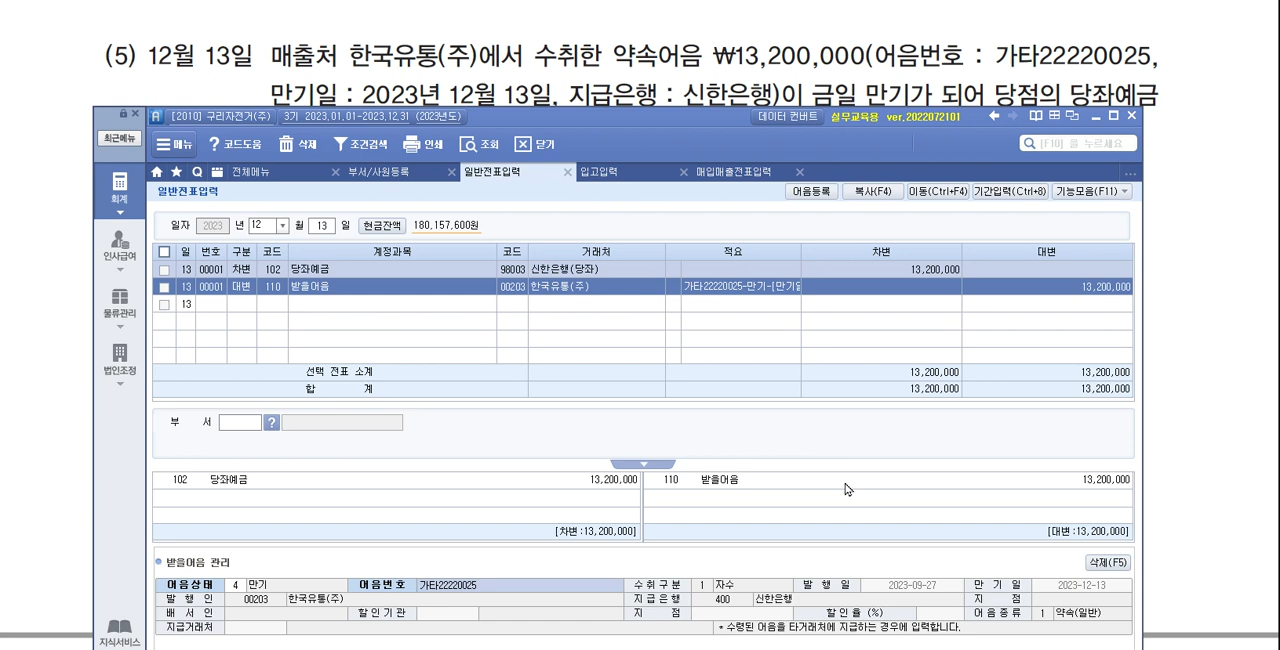 (5) 12월 13일 매출처 한국유통(주)에서 수취한 약속어음 ₩13,200,000(어음번호 : 가타22220025,
만기일 : 2023년 12월 13일, 지급은행 : 신한은행)이 금일 만기가 되어 당점의 당좌예금
[2010] 구리자전거(주) 3기 2023.01.01~2023.12.31 (2023년도) 데이터 컨버트 실무교육용 ver.2022072101
최근메뉴 메뉴 ? 코드도움 삭제 조건검색 인쇄 조회 닫기 [F10] 을 누르세요
전체메뉴 부서/사원등록 일반전표입력 입고입력 매입매출전표입력
일반전표입력 어음등록 복사(F4) 이동(Ctrl+F4) 기간입력(Ctrl+8) 기능모음(F11)
회계
인사급여
물류관리
법인조정
지식서비스
일자 2023 년 12 월 13 일 현금잔액 180,157,600원
일 번호 구분 코드 계정과목 코드 거래처 적요 차변 대변
13 00001 차변 102 당좌예금 98003 신한은행(당좌) 13,200,000
13 00001 대변 110 받을어음 00203 한국유통(주) 가타22220025-만기-[만기일 13,200,000
13
선택 전표 소계 13,200,000 13,200,000
합 계 13,200,000 13,200,000
부 서 ?
102 당좌예금 13,200,000 110 받을어음 13,200,000
[차변:13,200,000] [대변:13,200,000]
받을어음 관리 삭제(F5)
어음상태 4 만기 어음번호 가타22220025 수취구분 1 자수 발행일 2023-09-27 만기일 2023-12-13
발행인 00203 한국유통(주) 지급은행 400 신한은행 지점
배서인 할인기관 지점 할인율(%) 어음종류 1 약속(일반)
지급거래처 * 수령된 어음을 타거래처에 지급하는 경우에 입력합니다.